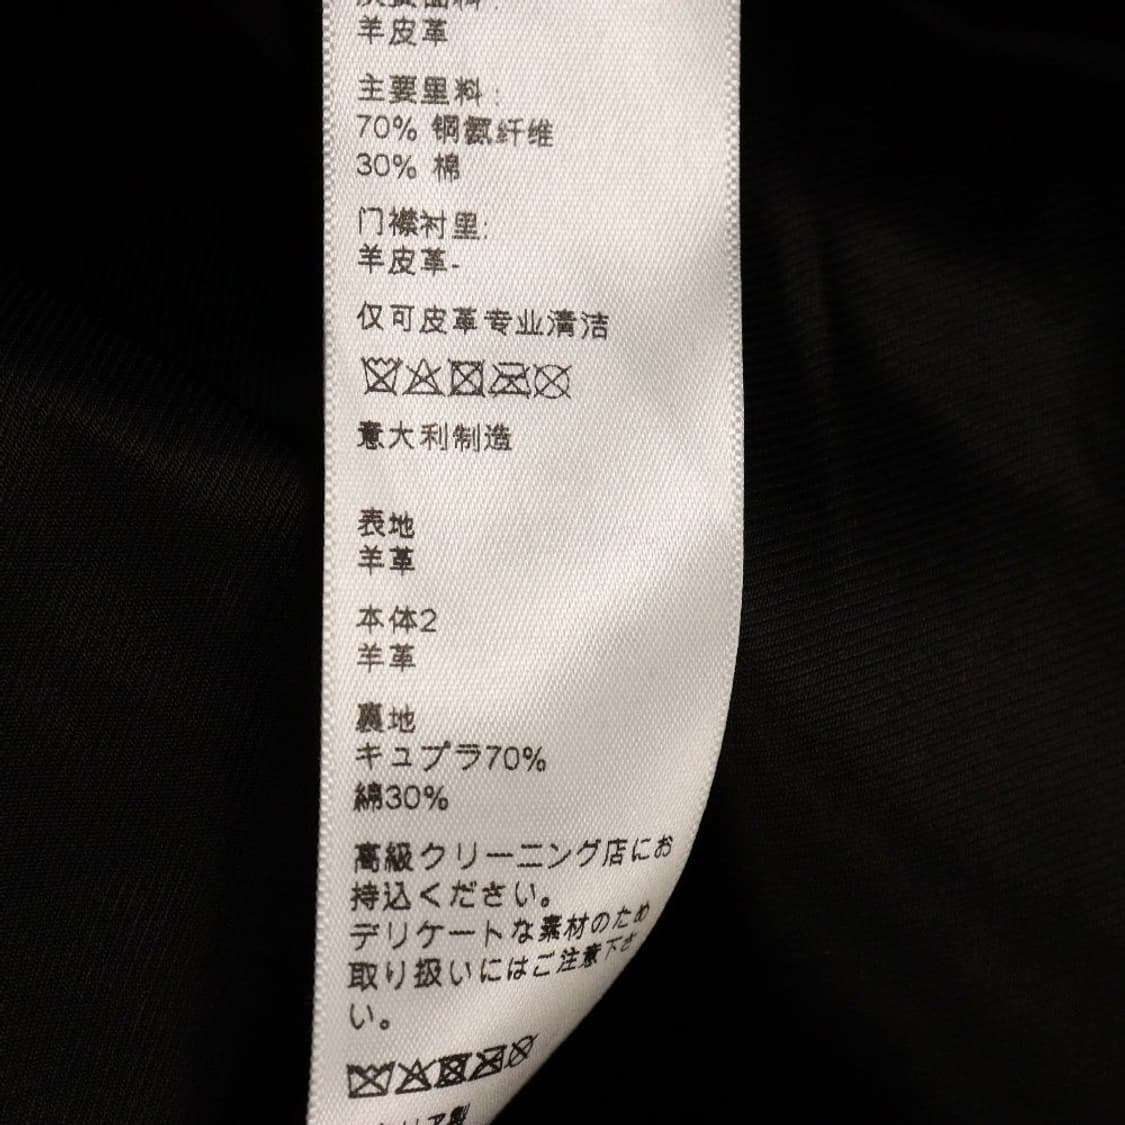 羊皮革
主要里料:
70% 铜氨纤维
30% 棉
门襟衬里:
羊皮革-
仅可皮革专业清洁
意大利制造
表地
羊革
本体2
羊革
裏地
キュプラ70%
綿30%
高級クリーニング店にお
持込ください。
デリケートな素材のため
取り扱いにはご注意下さ
い。